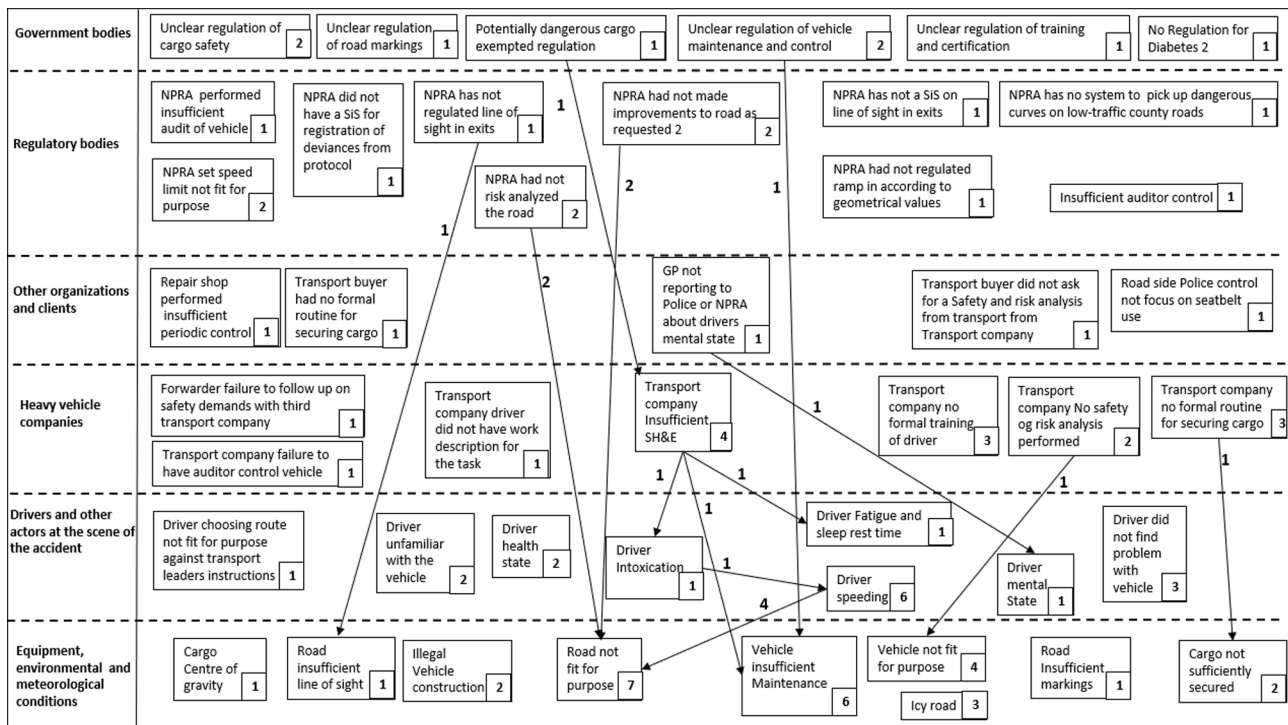 Government bodies
Unclear regulation of
cargo safety
2
Unclear regulation
of road markings
1
Potentially dangerous cargo
exempted regulation
1
Unclear regulation of vehicle
maintenance and control
2
Unclear regulation of training
and certification
1
No Regulation for
Diabetes 2
1
Regulatory bodies
NPRA performed
insufficient
audit of vehicle
1
NPRA did not
have a SiS for
registration of
deviances from
protocol
1
NPRA has not
regulated line of
sight in exits
1
1
NPRA had not made
improvements to road as
requested 2
2
NPRA has not a SiS on
line of sight in exits
1
NPRA has no system to pick up dangerous
curves on low-traffic county roads
1
NPRA set speed
limit not fit for
purpose
2
NPRA had not
risk analyzed
the road
2
2
1
NPRA had not regulated
ramp in according to
geometrical values
1
Insufficient auditor control
1
1
Other organizations
and clients
Repair shop
performed
insufficient
periodic control
1
Transport buyer
had no formal
routine for
securing cargo
1
2
GP not
reporting to
Police or NPRA
about drivers
mental state
1
Transport buyer did not ask
for a Safety and risk analysis
from transport from
Transport company
1
Road side Police control
not focus on seatbelt
use
1
Heavy vehicle
companies
Forwarder failure to follow up on
safety demands with third
transport company
1
Transport company failure to
have auditor control vehicle
1
Transport
company driver
did not have work
description for
the task
1
Transport
company
Insufficient
SH&E
4
1
Transport
company no
formal training
of driver
3
Transport
company No safety
og risk analysis
performed
2
Transport company
no formal routine
for securing cargo
3
1
1
1
1
1
Drivers and other
actors at the scene of
the accident
Driver choosing route
not fit for purpose
against transport
leaders instructions
1
Driver
unfamiliar
with the
vehicle
2
Driver
health
state
2
Driver
Intoxication
1
1
Driver Fatigue and
sleep rest time
1
Driver
speeding
6
4
Driver
mental
State
1
Driver did
not find
problem
with
vehicle
3
Equipment,
environmental and
meteorological
conditions
Cargo
Centre of
gravity
1
Road
insufficient
line of sight
1
Illegal
Vehicle
construction
2
Road not
fit for
purpose
7
Vehicle
insufficient
Maintenance
6
Vehicle not fit
for purpose
4
Icy road
3
Road
Insufficient
markings
1
Cargo not
sufficiently
secured
2